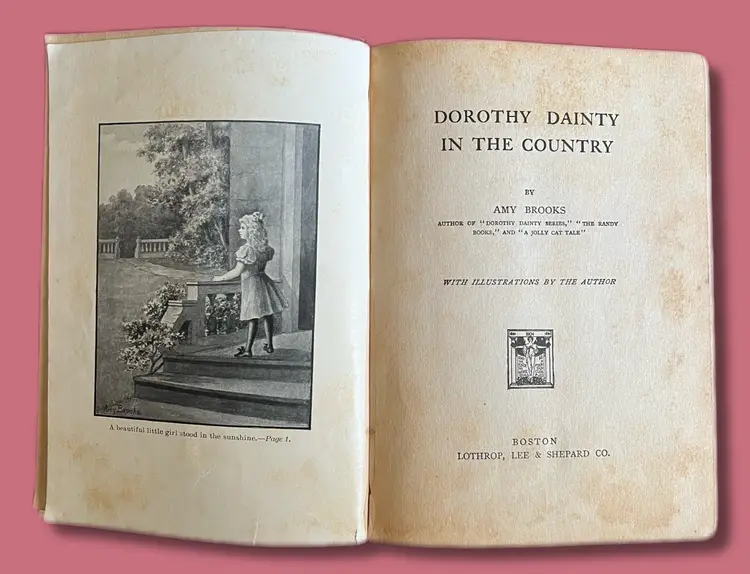 Amy Brooks
A beautiful little girl stood in the sunshine.—Page 1.
DOROTHY DAINTY
IN THE COUNTRY
BY
AMY BROOKS
AUTHOR OF "DOROTHY DAINTY SERIES," "THE RANDY
BOOKS," AND "A JOLLY CAT TALE"
WITH ILLUSTRATIONS BY THE AUTHOR
BOSTON
LOTHROP, LEE & SHEPARD CO.